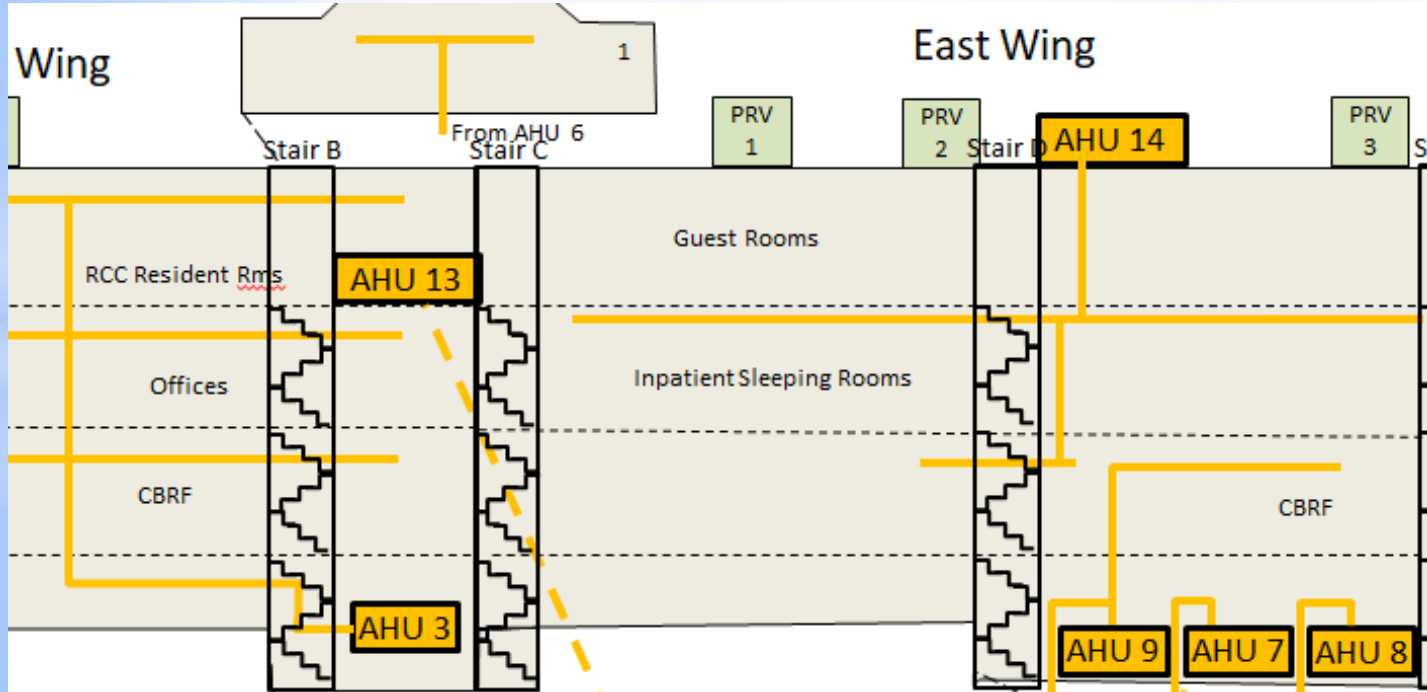 Wing
1
East Wing
From AHU 6
Stair B
Stair C
PRV
1
PRV
2
Stair D
AHU 14
PRV
3
S
Guest Rooms
RCC Resident Rms
AHU 13
Offices
Inpatient Sleeping Rooms
CBRF
CBRF
AHU 3
AHU 9
AHU 7
AHU 8